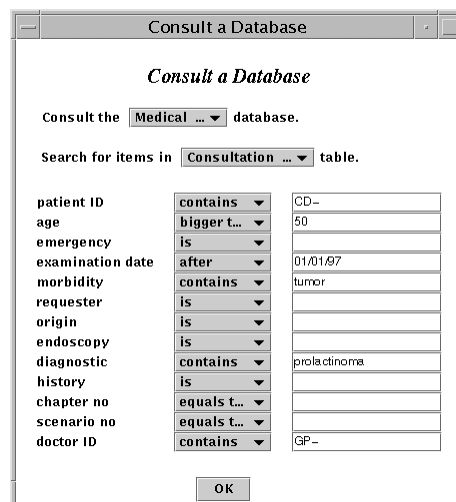 Consult a Database
Consult a Database
Consult the Medical ... database.
Search for items in Consultation ... table.
patient ID contains CD-
age bigger t... 50
emergency is
examination date after 01/01/97
morbidity contains tumor
requester is
origin is
endoscopy is
diagnostic contains prolactinoma
history is
chapter no equals t...
scenario no equals t...
doctor ID contains GP-
OK